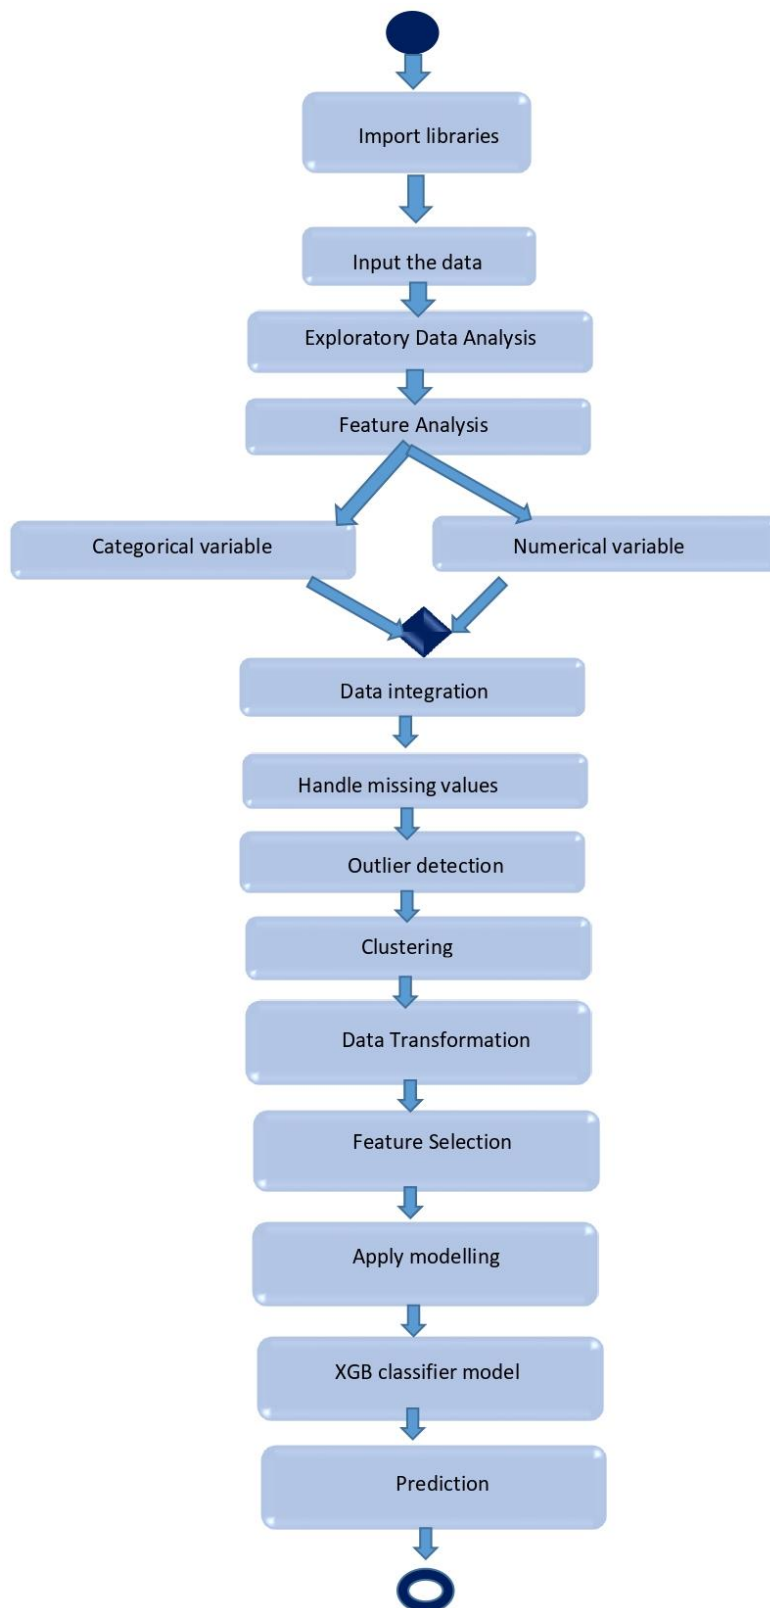 Import libraries
Input the data
Exploratory Data Analysis
Feature Analysis
Categorical variable
Numerical variable
Data integration
Handle missing values
Outlier detection
Clustering
Data Transformation
Feature Selection
Apply modelling
XGB classifier model
Prediction